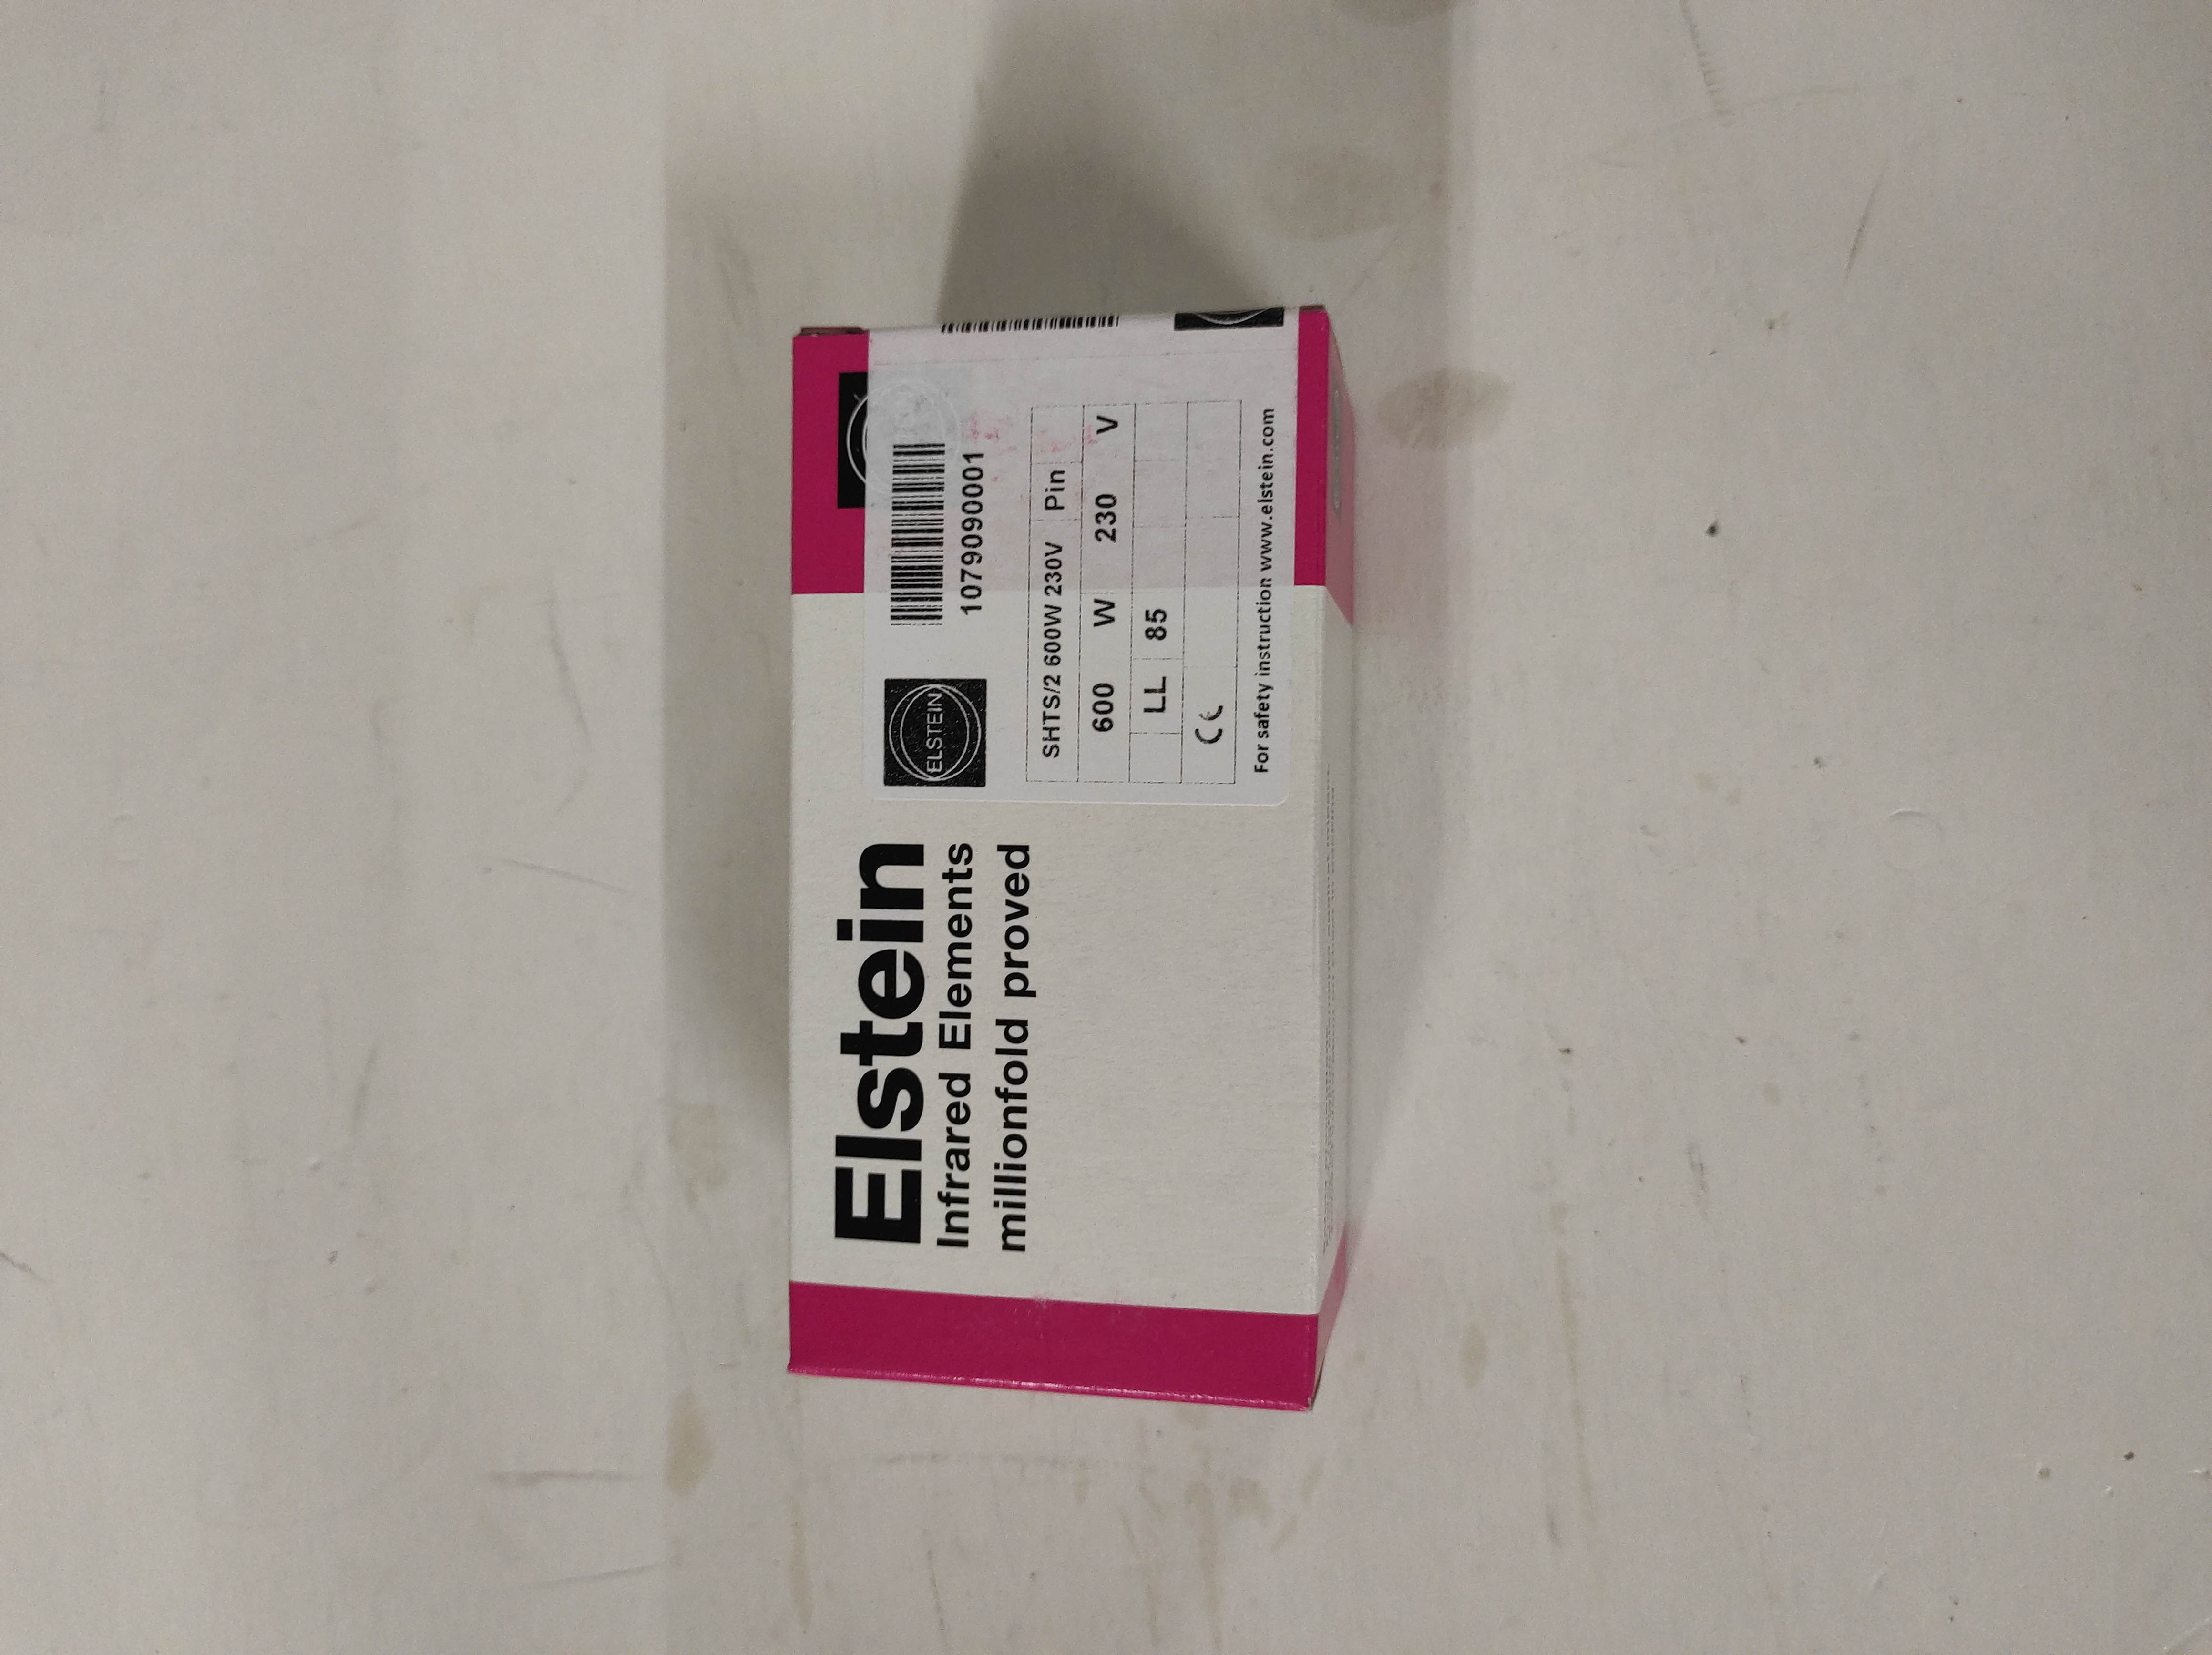 Elstein
Infrared Elements
millionfold proved
ELSTEIN
1079090001
SHTS/2 600W 230V Pin
600 W 230 V
LL 85
CE
For safety instruction www.elstein.com